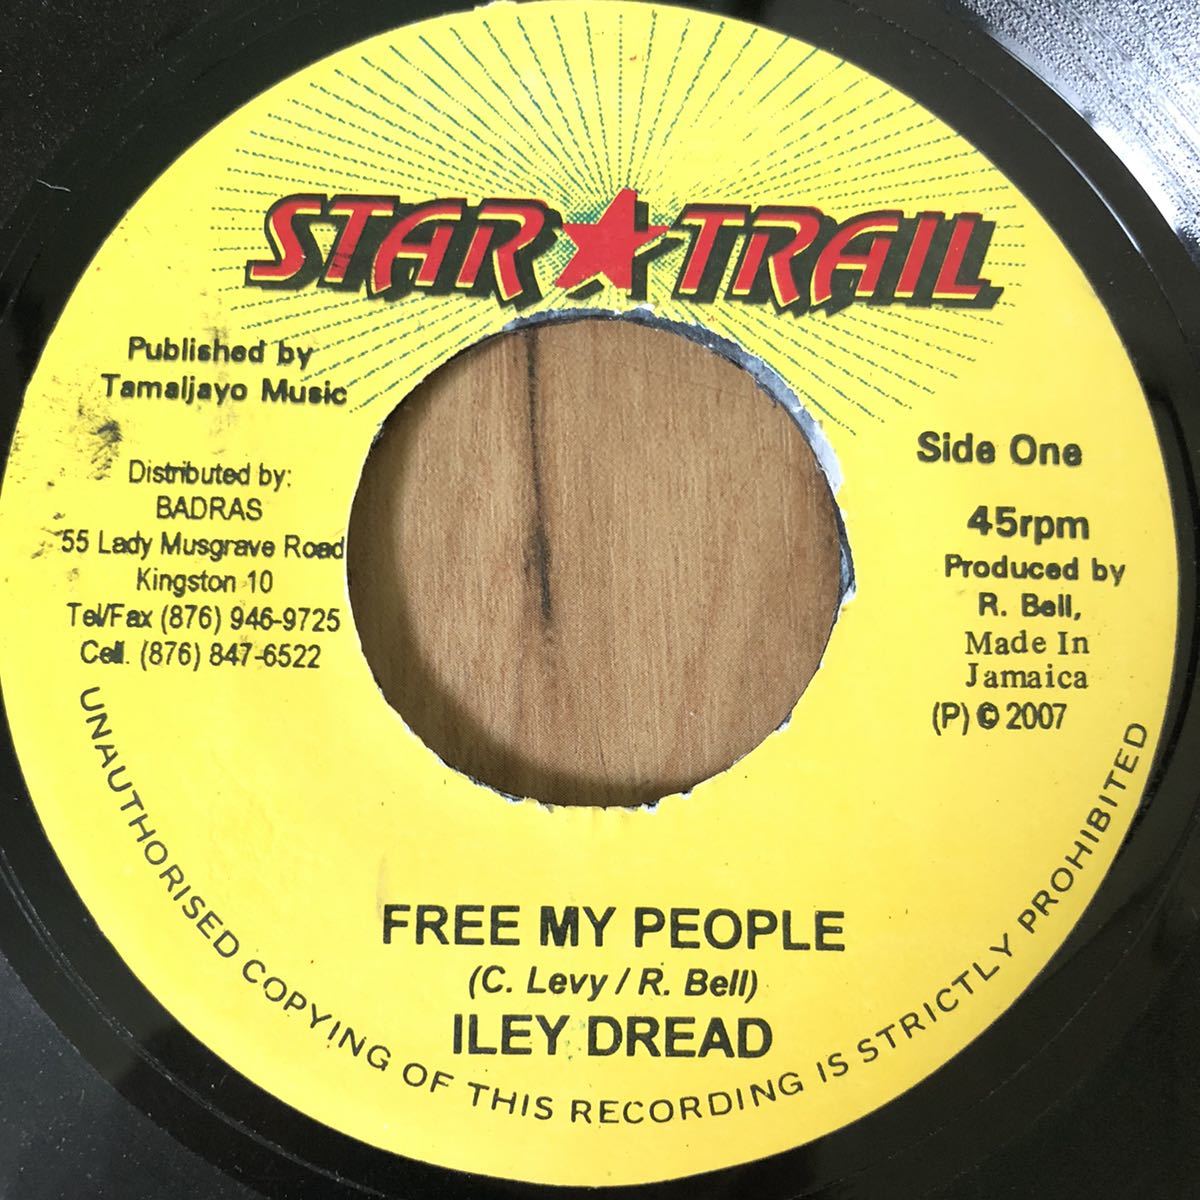 STAR★TRAIL
Published by
Tamaljayo Music
Distributed by:
BADRAS
55 Lady Musgrave Road
Kingston 10
Tel/Fax (876) 946-9725
Cell. (876) 847-6522
Side One
45rpm
Produced by
R. Bell,
Made In
Jamaica
(P) © 2007
FREE MY PEOPLE
(C. Levy / R. Bell)
ILEY DREAD
UNAUTHORISED COPYING OF THIS RECORDING IS STRICTLY PROHIBITED